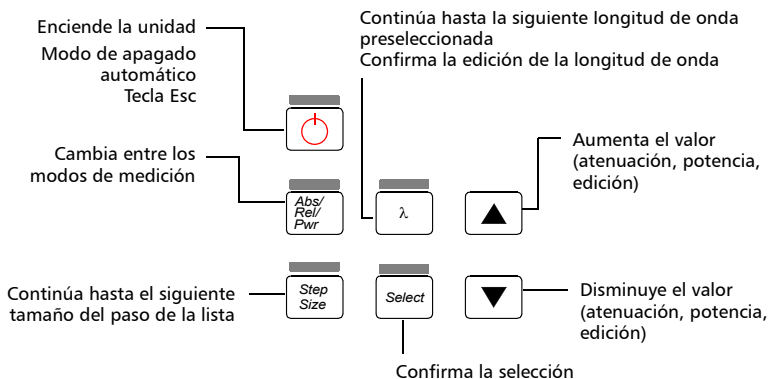 Enciende la unidad
Modo de apagado
automático
Tecla Esc
Continúa hasta la siguiente longitud de onda
preseleccionada
Confirma la edición de la longitud de onda
Cambia entre los
modos de medición
Abs/
Rel/
Pwr
λ
Aumenta el valor
(atenuación, potencia,
edición)
Continúa hasta el siguiente
tamaño del paso de la lista
Step
Size
Select
Disminuye el valor
(atenuación, potencia,
edición)
Confirma la selección